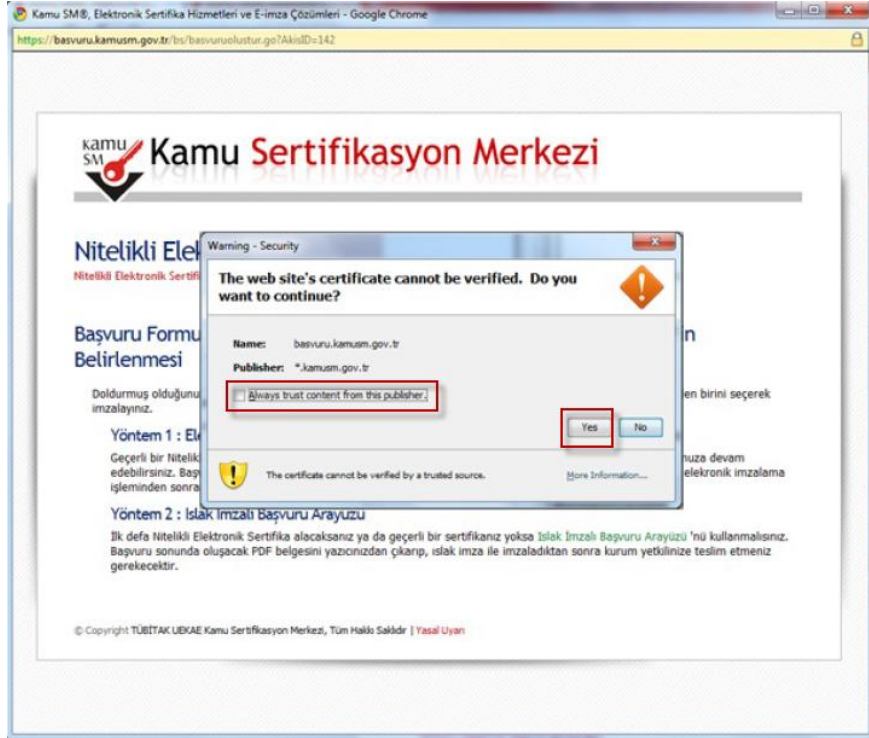 Kamu SM®, Elektronik Sertifika Hizmetleri ve E-imza Çözümleri - Google Chrome
https://basvuru.kamusm.gov.tr/bs/basvuruolustur.go?AkisID=142
kamu
SM
Kamu Sertifikasyon Merkezi
Nitelikli Elek
Nitelikli Elektronik Sertifi
Warning - Security
The web site's certificate cannot be verified. Do you
want to continue?
Name: basvuru.kamusm.gov.tr
Publisher: *.kamusm.gov.tr
Always trust content from this publisher.
Yes No
The certificate cannot be verified by a trusted source. More Information...
Başvuru Formu n
Belirlenmesi
Doldurmuş olduğunu en birini seçerek
imzalayınız.
Yöntem 1 : Ele
Geçerli bir Nitelik nuza devam
edebilirsiniz. Başv elekronik imzalama
işleminden sonra
Yöntem 2 : Islak İmzalı Başvuru Arayüzü
İlk defa Nitelikli Elektronik Sertifika alacaksanız ya da geçerli bir sertifikanız yoksa Islak İmzalı Başvuru Arayüzü 'nü kullanmalısınız.
Başvuru sonunda oluşacak PDF belgesini yazıcınızdan çıkarıp, ıslak imza ile imzaladıktan sonra kurum yetkilinize teslim etmeniz
gerekecektir.
© Copyright TÜBİTAK UEKAE Kamu Sertifikasyon Merkezi, Tüm Hakkı Saklıdır | Yasal Uyarı